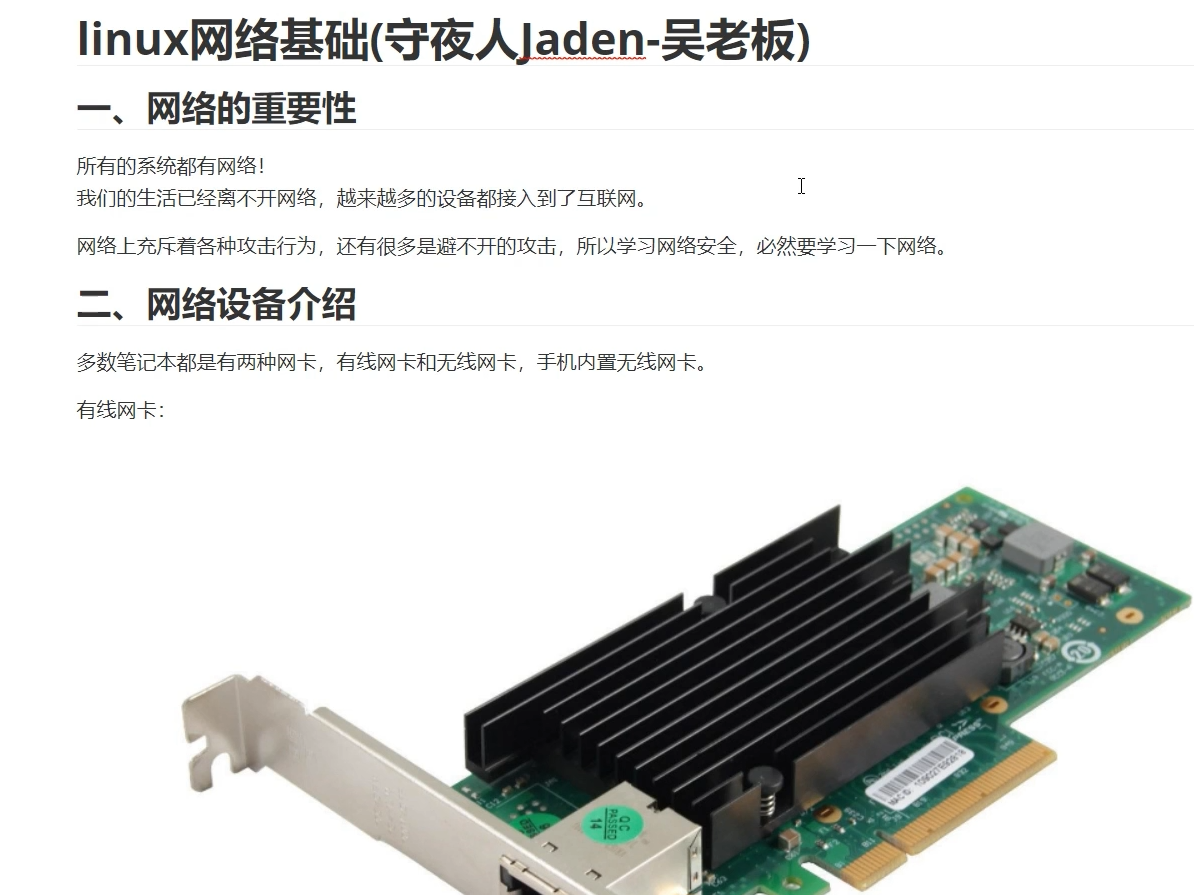 linux网络基础(守夜人Jaden-吴老板)
一、网络的重要性
所有的系统都有网络！
我们的生活已经离不开网络，越来越多的设备都接入到了互联网。
网络上充斥着各种攻击行为，还有很多是避不开的攻击，所以学习网络安全，必然要学习一下网络。
二、网络设备介绍
多数笔记本都是有两种网卡，有线网卡和无线网卡，手机内置无线网卡。
有线网卡：
20
QC
PASSED
14